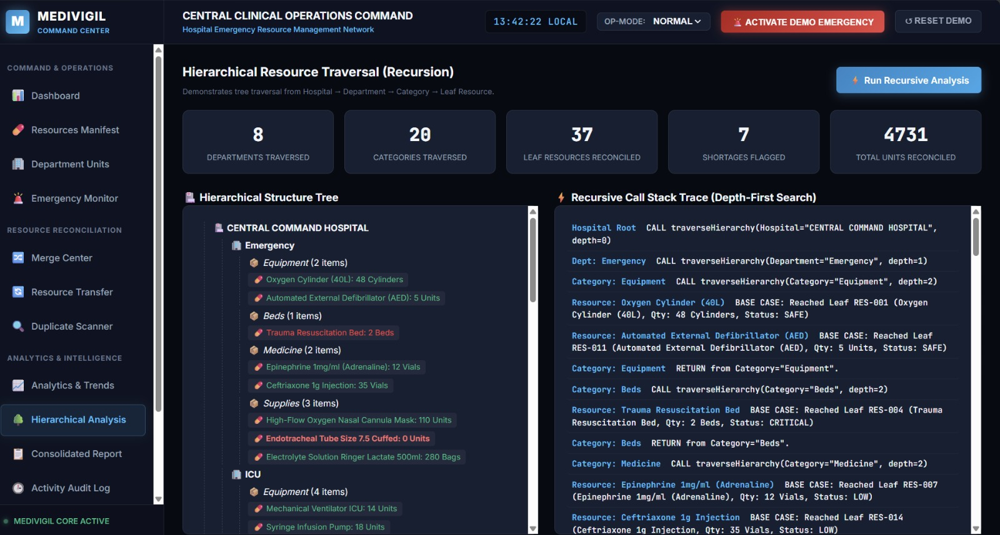 M
MEDIVIGIL
COMMAND CENTER
CENTRAL CLINICAL OPERATIONS COMMAND
Hospital Emergency Resource Management Network
13:42:22 LOCAL
OP-MODE: NORMAL
ACTIVATE DEMO EMERGENCY
↺ RESET DEMO
COMMAND & OPERATIONS
Dashboard
Resources Manifest
Department Units
Emergency Monitor
RESOURCE RECONCILIATION
Merge Center
Resource Transfer
Duplicate Scanner
ANALYTICS & INTELLIGENCE
Analytics & Trends
Hierarchical Analysis
Consolidated Report
Activity Audit Log
MEDIVIGIL CORE ACTIVE
Hierarchical Resource Traversal (Recursion)
Demonstrates tree traversal from Hospital → Department → Category → Leaf Resource.
Run Recursive Analysis
8
DEPARTMENTS TRAVERSED
20
CATEGORIES TRAVERSED
37
LEAF RESOURCES RECONCILED
7
SHORTAGES FLAGGED
4731
TOTAL UNITS RECONCILED
Hierarchical Structure Tree
CENTRAL COMMAND HOSPITAL
Emergency
Equipment (2 items)
Oxygen Cylinder (40L): 48 Cylinders
Automated External Defibrillator (AED): 5 Units
Beds (1 items)
Trauma Resuscitation Bed: 2 Beds
Medicine (2 items)
Epinephrine 1mg/ml (Adrenaline): 12 Vials
Ceftriaxone 1g Injection: 35 Vials
Supplies (3 items)
High-Flow Oxygen Nasal Cannula Mask: 110 Units
Endotracheal Tube Size 7.5 Cuffed: 0 Units
Electrolyte Solution Ringer Lactate 500ml: 280 Bags
ICU
Equipment (4 items)
Mechanical Ventilator ICU: 14 Units
Syringe Infusion Pump: 18 Units
Recursive Call Stack Trace (Depth-First Search)
Hospital Root CALL traverseHierarchy(Hospital="CENTRAL COMMAND HOSPITAL",
depth=0)
Dept: Emergency CALL traverseHierarchy(Department="Emergency", depth=1)
Category: Equipment CALL traverseHierarchy(Category="Equipment", depth=2)
Resource: Oxygen Cylinder (40L) BASE CASE: Reached Leaf RES-001 (Oxygen
Cylinder (40L), Qty: 48 Cylinders, Status: SAFE)
Resource: Automated External Defibrillator (AED) BASE CASE: Reached Leaf
RES-011 (Automated External Defibrillator (AED), Qty: 5 Units, Status: SAFE)
Category: Equipment RETURN from Category="Equipment".
Category: Beds CALL traverseHierarchy(Category="Beds", depth=2)
Resource: Trauma Resuscitation Bed BASE CASE: Reached Leaf RES-004 (Trauma
Resuscitation Bed, Qty: 2 Beds, Status: CRITICAL)
Category: Beds RETURN from Category="Beds".
Category: Medicine CALL traverseHierarchy(Category="Medicine", depth=2)
Resource: Epinephrine 1mg/ml (Adrenaline) BASE CASE: Reached Leaf RES-007
(Epinephrine 1mg/ml (Adrenaline), Qty: 12 Vials, Status: LOW)
Resource: Ceftriaxone 1g Injection BASE CASE: Reached Leaf RES-014
(Ceftriaxone 1g Injection, Qty: 35 Vials, Status: LOW)